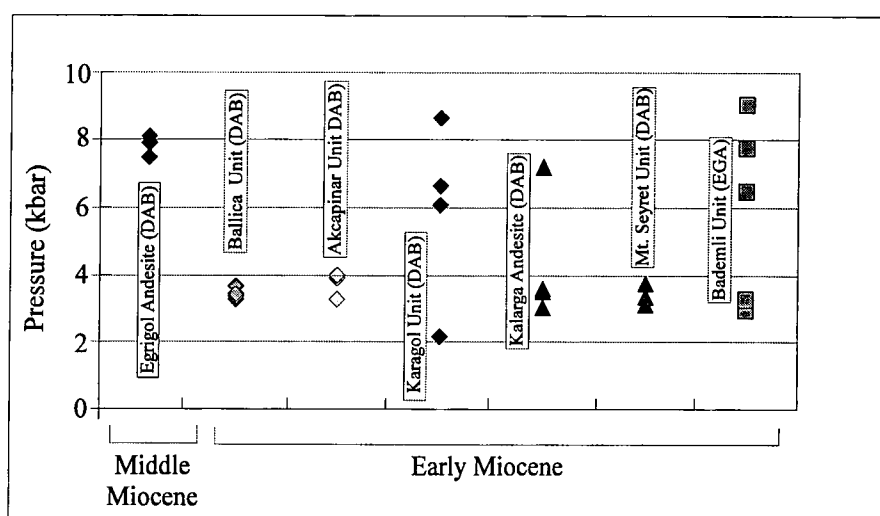 10
8
6
4
2
0
Pressure (kbar)
Egrigol Andesite (DAB)
Ballica Unit (DAB)
Akcapinar Unit DAB)
Karagol Unit (DAB)
Kalarga Andesite (DAB)
Mt. Seyret Unit (DAB)
Bademli Unit (EGA)
Middle
Miocene
Early Miocene